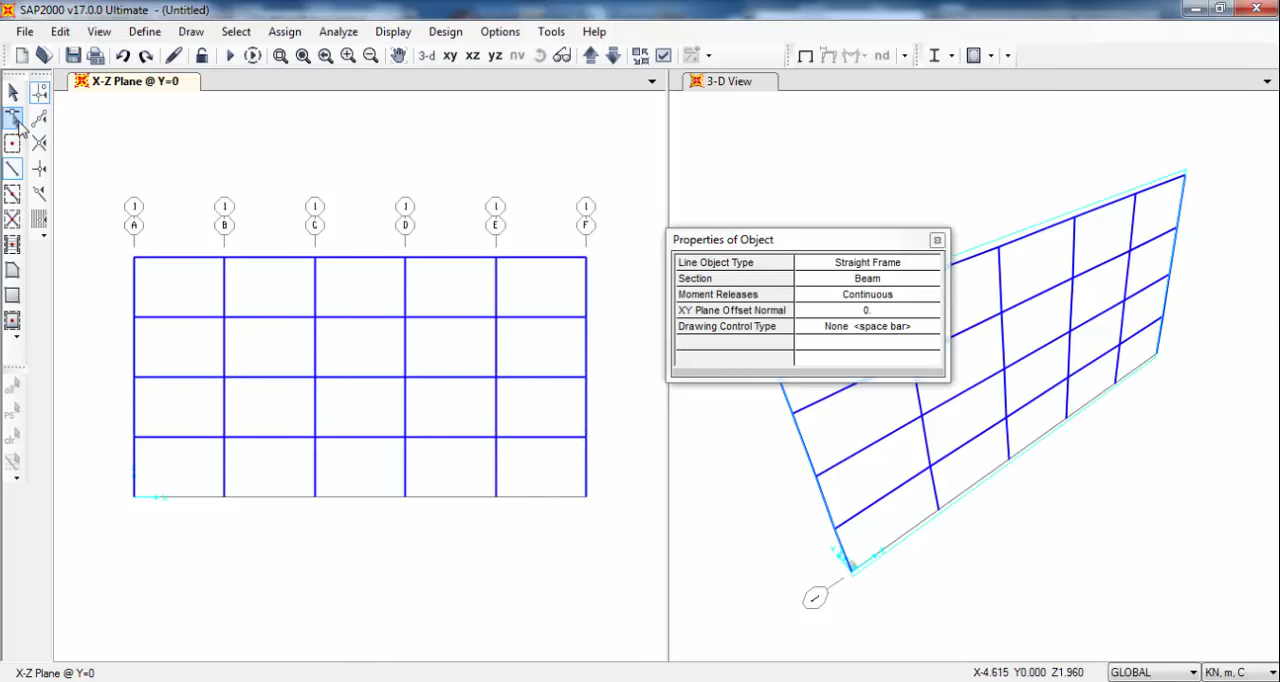 SAP2000 v17.0.0 Ultimate - (Untitled)
File Edit View Define Draw Select Assign Analyze Display Design Options Tools Help
3-d xy xz yz nv nd
X-Z Plane @ Y=0
3-D View
A B C D E F
Properties of Object
Line Object Type Straight Frame
Section Beam
Moment Releases Continuous
XY Plane Offset Normal 0.
Drawing Control Type None <space bar>
all
PS
clr
X-Z Plane @ Y=0 X-4.615 Y0.000 Z1.960 GLOBAL KN, m, C